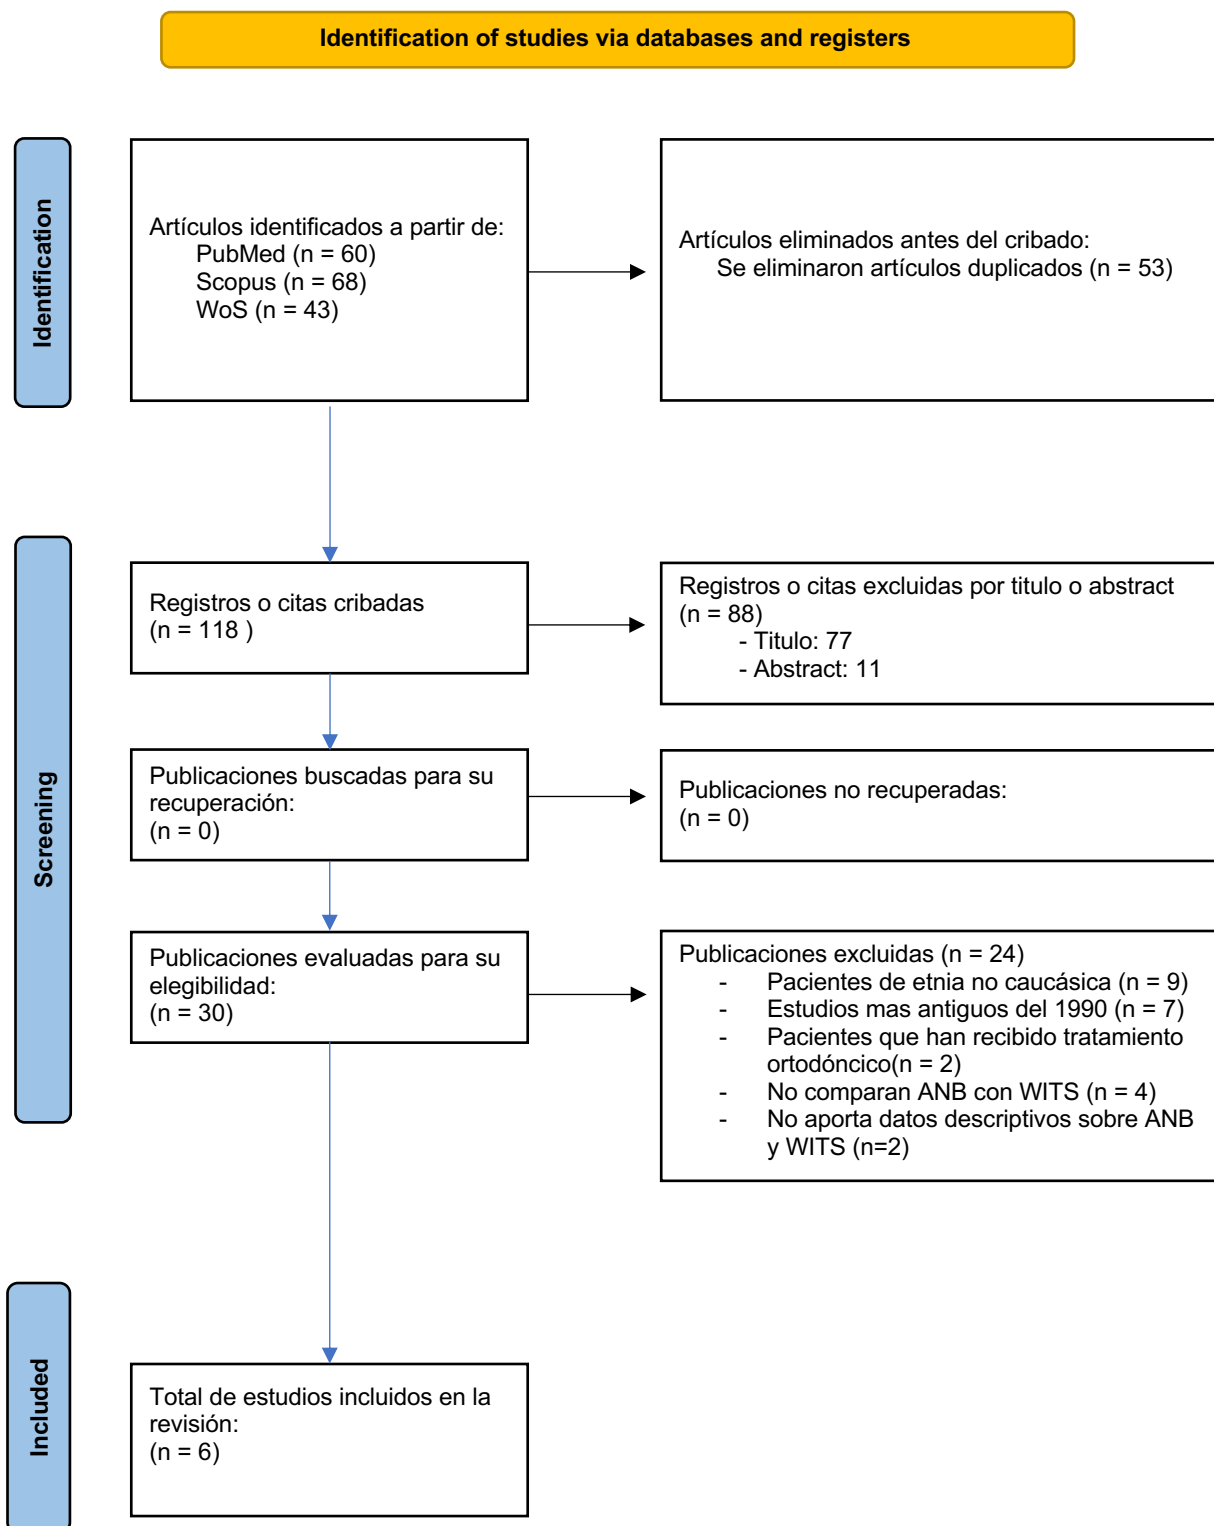 Identification of studies via databases and registers
Identification
Artículos identificados a partir de:
PubMed (n = 60)
Scopus (n = 68)
WoS (n = 43)
Artículos eliminados antes del cribado:
Se eliminaron artículos duplicados (n = 53)
Screening
Registros o citas cribadas
(n = 118 )
Registros o citas excluidas por titulo o abstract
(n = 88)
- Titulo: 77
- Abstract: 11
Publicaciones buscadas para su
recuperación:
(n = 0)
Publicaciones no recuperadas:
(n = 0)
Publicaciones evaluadas para su
elegibilidad:
(n = 30)
Publicaciones excluidas (n = 24)
- Pacientes de etnia no caucásica (n = 9)
- Estudios mas antiguos del 1990 (n = 7)
- Pacientes que han recibido tratamiento
ortodóncico(n = 2)
- No comparan ANB con WITS (n = 4)
- No aporta datos descriptivos sobre ANB
y WITS (n=2)
Included
Total de estudios incluidos en la
revisión:
(n = 6)